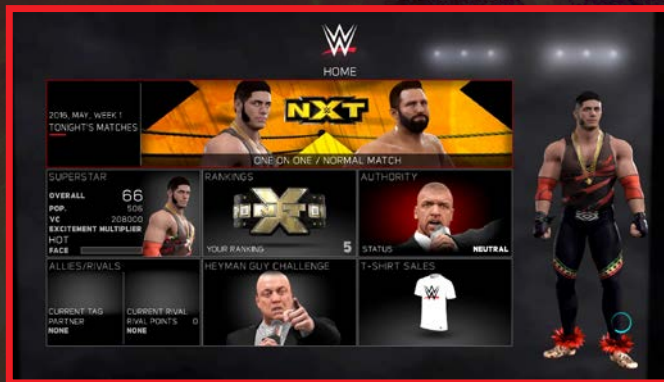 W
HOME
2016, MAY, WEEK 1
TONIGHT'S MATCHES
NXT
ONE ON ONE / NORMAL MATCH
SUPERSTAR
OVERALL 66
POP. 506
VC 208000
EXCITEMENT MULTIPLIER
HOT
FACE
RANKINGS
NXT
YOUR RANKING 5
AUTHORITY
STATUS NEUTRAL
ALLIES/RIVALS
CURRENT TAG PARTNER
NONE
CURRENT RIVAL
RIVAL POINTS 0
NONE
HEYMAN GUY CHALLENGE
T-SHIRT SALES
W